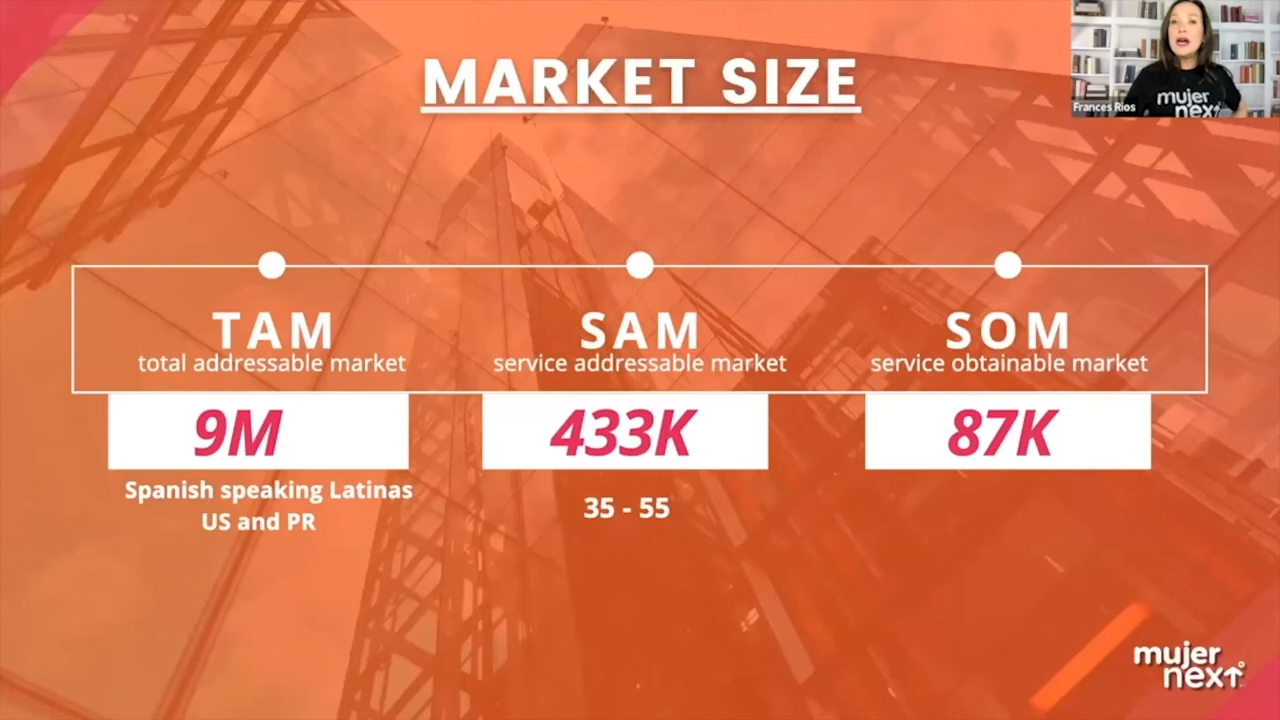 MARKET SIZE
mujer
next
Frances Rios
TAM
total addressable market
SAM
service addressable market
SOM
service obtainable market
9M
433K
87K
Spanish speaking Latinas
US and PR
35 - 55
mujer
next